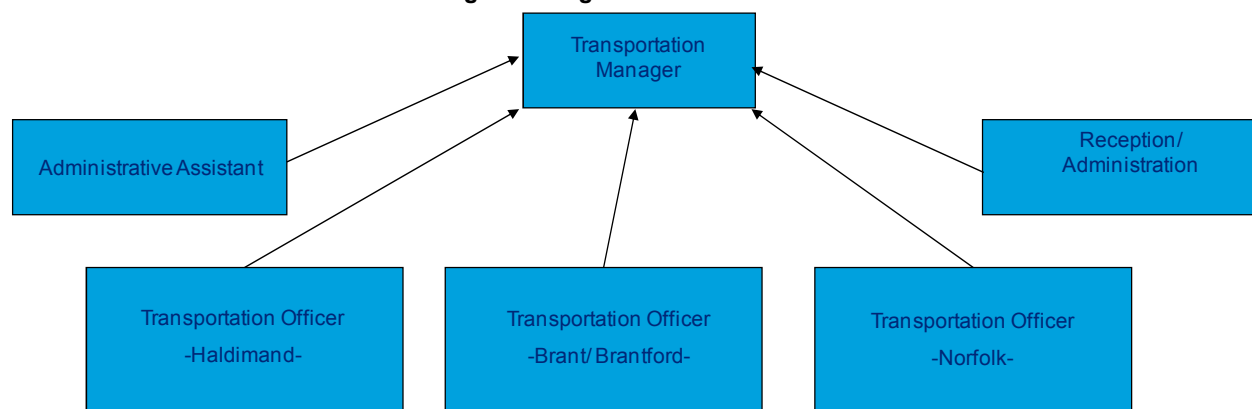 Transportation
Manager
Administrative Assistant
Reception/
Administration
Transportation Officer
-Haldimand-
Transportation Officer
-Brant/ Brantford-
Transportation Officer
-Norfolk-